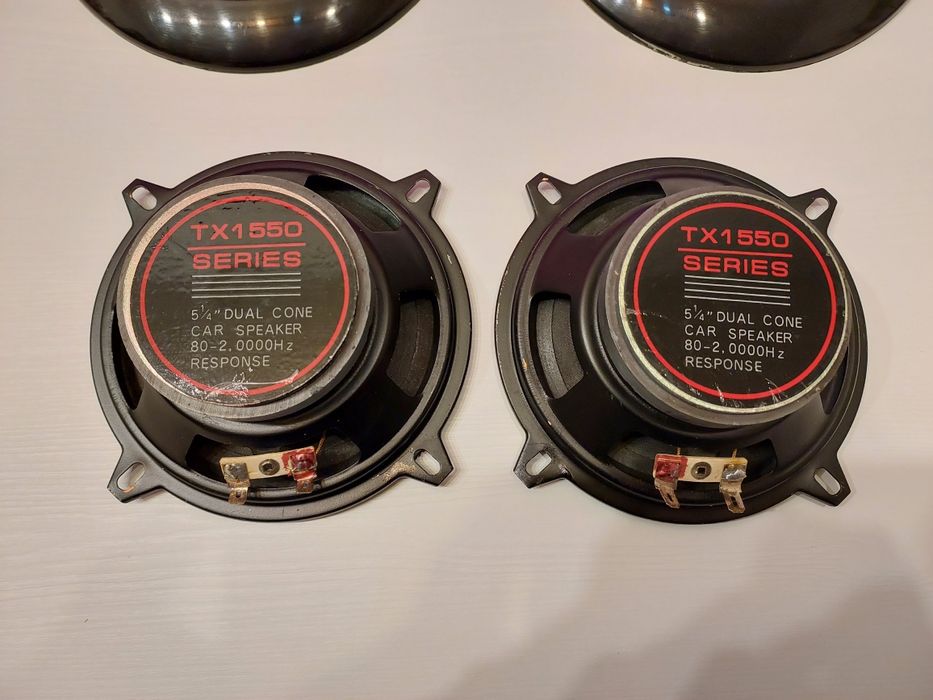 TX1550
SERIES
5¼" DUAL CONE
CAR SPEAKER
80-2,0000Hz
RESPONSE
TX1550
SERIES
5¼" DUAL CONE
CAR SPEAKER
80-2,0000Hz
RESPONSE